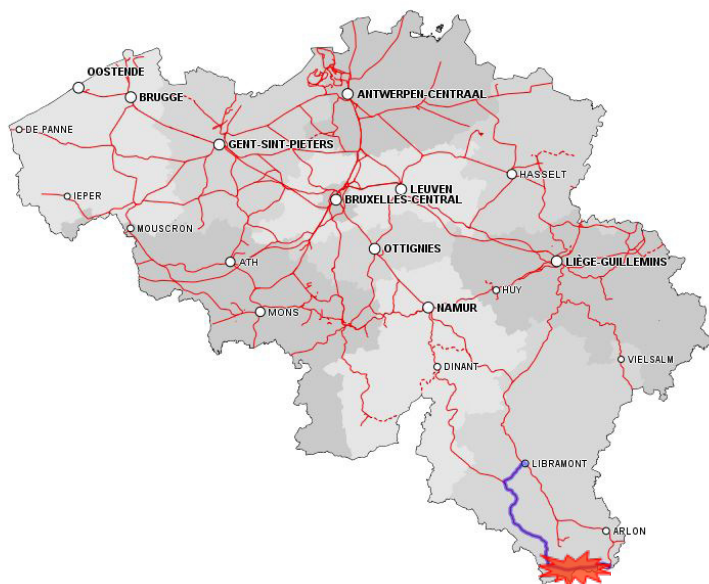 OOSTENDE
BRUGGE
ANTWERPEN-CENTRAAL
DE PANNE
GENT-SINT-PIETERS
HASSELT
IEPER
LEUVEN
BRUXELLES-CENTRAL
MOUSCRON
OTTIGNIES
ATH
LIÈGE-GUILLEMINS
HUY
NAMUR
MONS
VIELSALM
DINANT
LIBRAMONT
ARLON